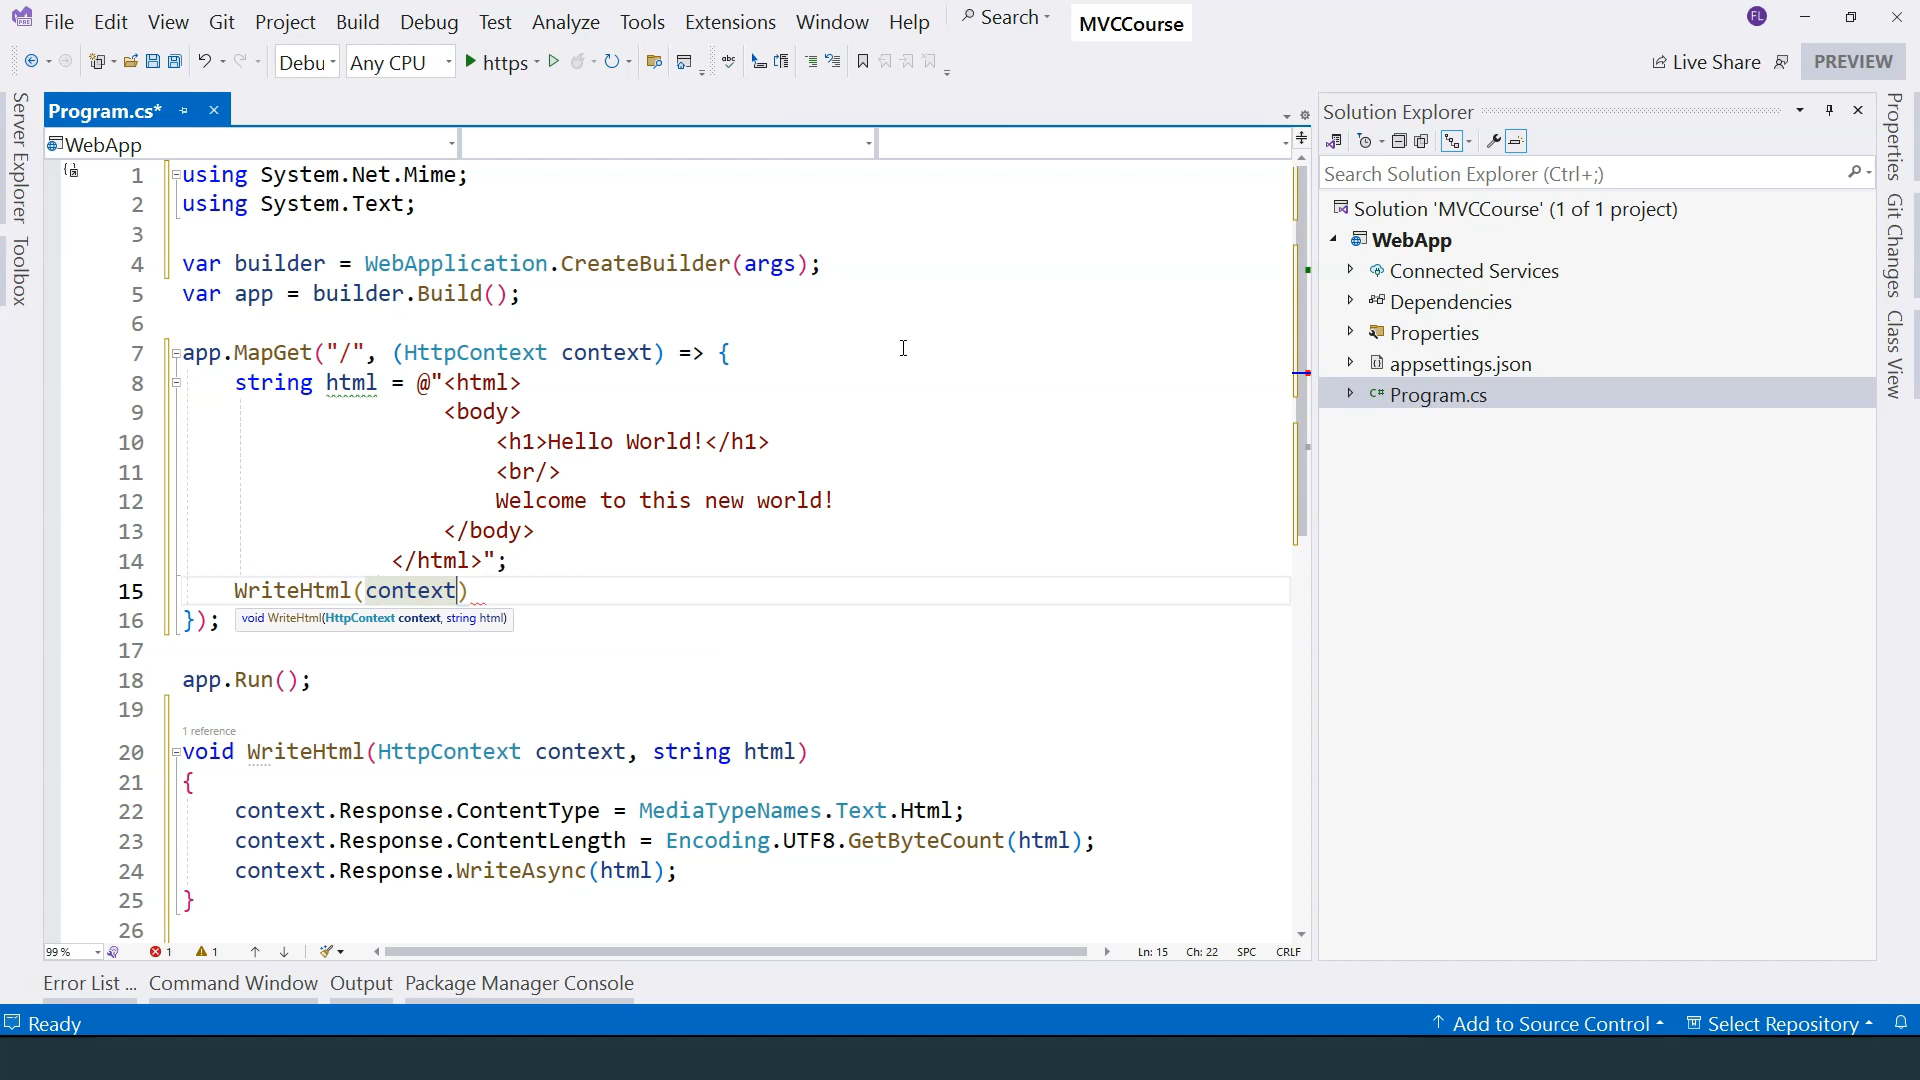 File Edit View Git Project Build Debug Test Analyze Tools Extensions Window Help Search MVCCourse FL
Debu Any CPU https Live Share PREVIEW
Server Explorer
Toolbox
Program.cs*
WebApp
1 using System.Net.Mime;
2 using System.Text;
3
4 var builder = WebApplication.CreateBuilder(args);
5 var app = builder.Build();
6
7 app.MapGet("/", (HttpContext context) => {
8 string html = @"<html>
9 <body>
10 <h1>Hello World!</h1>
11 <br/>
12 Welcome to this new world!
13 </body>
14 </html>";
15 WriteHtml(context)
16 });
void WriteHtml(HttpContext context, string html)
17
18 app.Run();
19
1 reference
20 void WriteHtml(HttpContext context, string html)
21 {
22 context.Response.ContentType = MediaTypeNames.Text.Html;
23 context.Response.ContentLength = Encoding.UTF8.GetByteCount(html);
24 context.Response.WriteAsync(html);
25 }
26
99 % 1 1 Ln: 15 Ch: 22 SPC CRLF
Solution Explorer
Search Solution Explorer (Ctrl+;)
Solution 'MVCCourse' (1 of 1 project)
WebApp
Connected Services
Dependencies
Properties
appsettings.json
C# Program.cs
Properties
Git Changes
Class View
Error List ... Command Window Output Package Manager Console
Ready Add to Source Control Select Repository